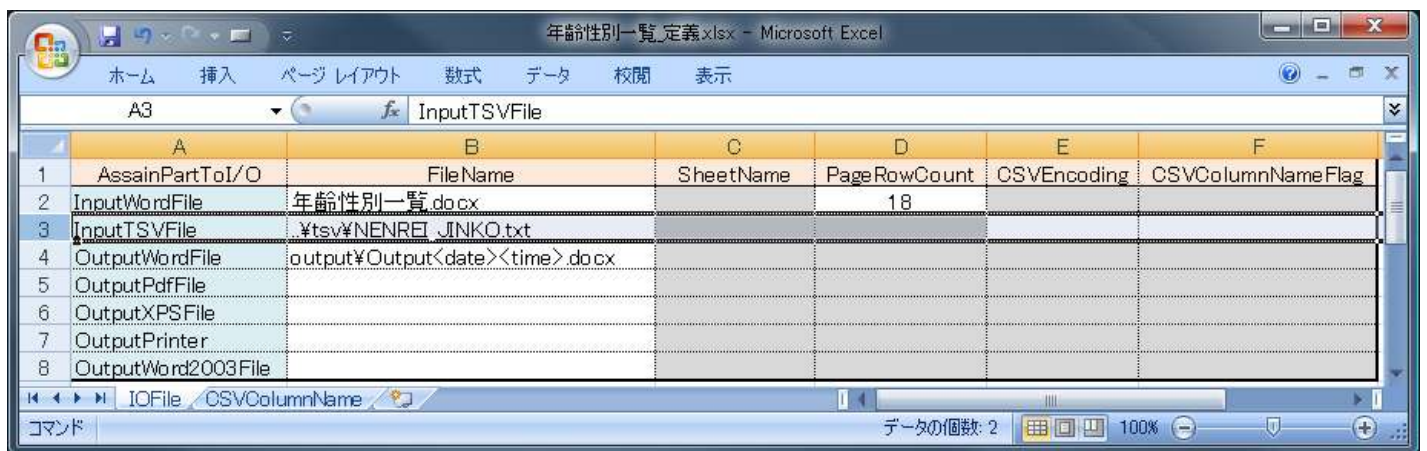 年齢性別一覧_定義.xlsx - Microsoft Excel
ホーム 挿入 ページ レイアウト 数式 データ 校閲 表示
A3 fx InputTSVFile
A B C D E F
1 AssainPartToI/O FileName SheetName PageRowCount CSVEncoding CSVColumnNameFlag
2 InputWordFile 年齢性別一覧.docx 18
3 InputTSVFile ..¥tsv¥NENREI_JINKO.txt
4 OutputWordFile output¥Output<date><time>.docx
5 OutputPdfFile
6 OutputXPSFile
7 OutputPrinter
8 OutputWord2003File
IOFile CSVColumnName
コマンド データの個数: 2 100%